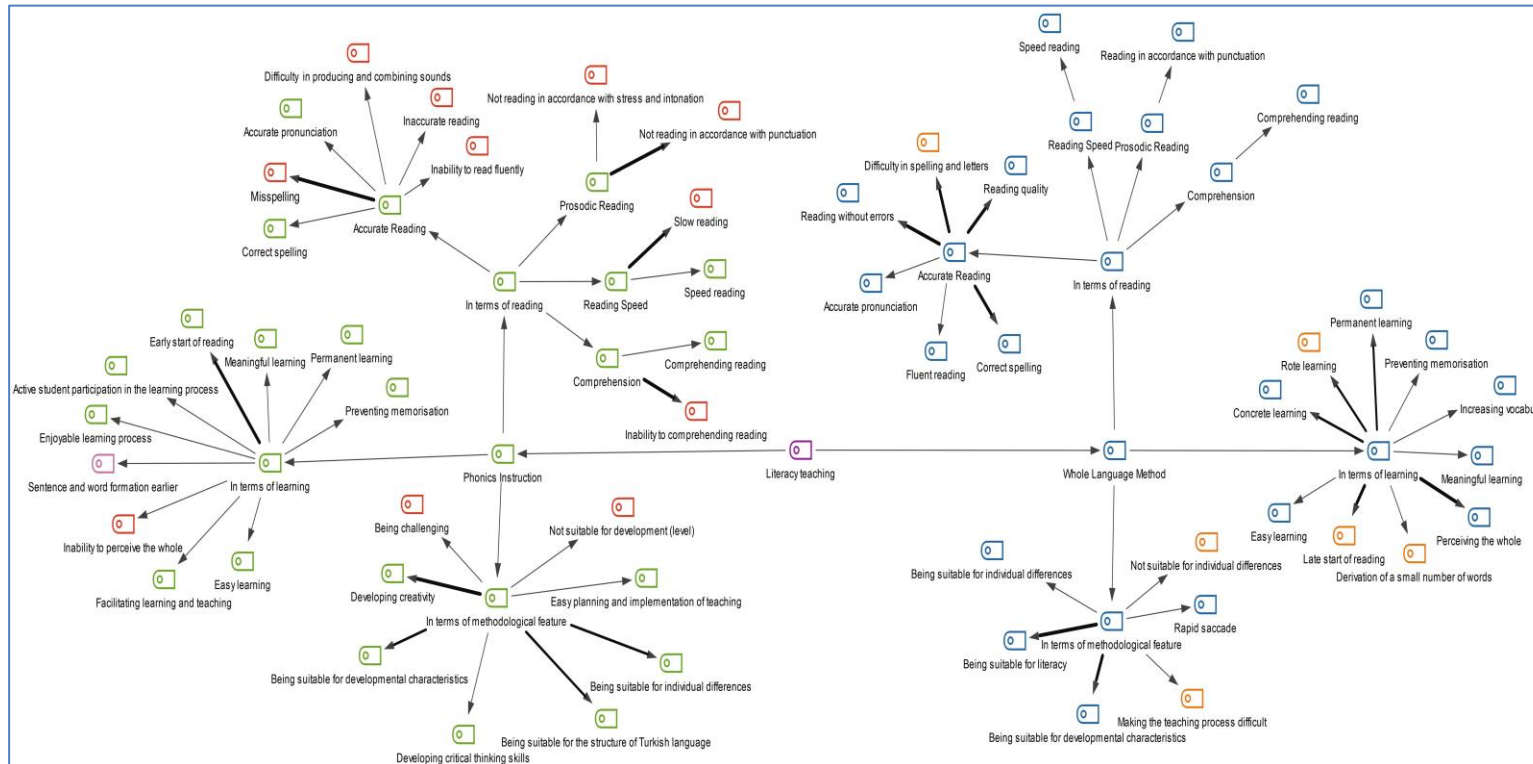 Speed reading
Reading in accordance with punctuation
Difficulty in producing and combining sounds
Not reading in accordance with stress and intonation
Inaccurate reading
Accurate pronunciation
Not reading in accordance with punctuation
Comprehending reading
Reading Speed
Prosodic Reading
Inability to read fluently
Difficulty in spelling and letters
Misspelling
Reading quality
Comprehension
Prosodic Reading
Reading without errors
Slow reading
Accurate Reading
Correct spelling
Accurate Reading
In terms of reading
Speed reading
In terms of reading
Reading Speed
Accurate pronunciation
Permanent learning
Early start of reading
Meaningful learning
Permanent learning
Fluent reading
Correct spelling
Rote learning
Preventing memorisation
Comprehending reading
Active student participation in the learning process
Comprehension
Preventing memorisation
Concrete learning
Increasing vocabu
Enjoyable learning process
Inability to comprehending reading
Phonics Instruction
Literacy teaching
Whole Language Method
In terms of learning
Meaningful learning
Sentence and word formation earlier
In terms of learning
Being challenging
Not suitable for development (level)
Easy learning
Perceiving the whole
Inability to perceive the whole
Late start of reading
Derivation of a small number of words
Being suitable for individual differences
Not suitable for individual differences
Easy learning
Facilitating learning and teaching
Developing creativity
Easy planning and implementation of teaching
In terms of methodological feature
Rapid saccade
In terms of methodological feature
Being suitable for literacy
Being suitable for developmental characteristics
Being suitable for individual differences
Making the teaching process difficult
Being suitable for developmental characteristics
Being suitable for the structure of Turkish language
Developing critical thinking skills